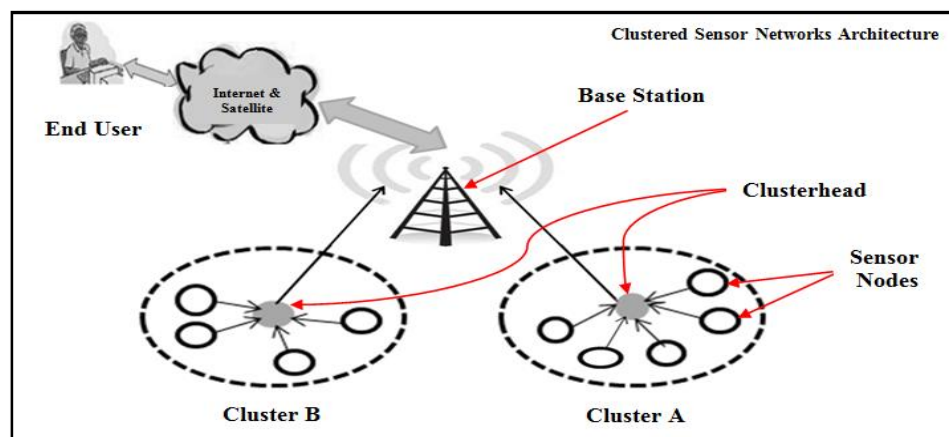 Clustered Sensor Networks Architecture
Internet &
Satellite
Base Station
End User
Clusterhead
Sensor
Nodes
Cluster B
Cluster A